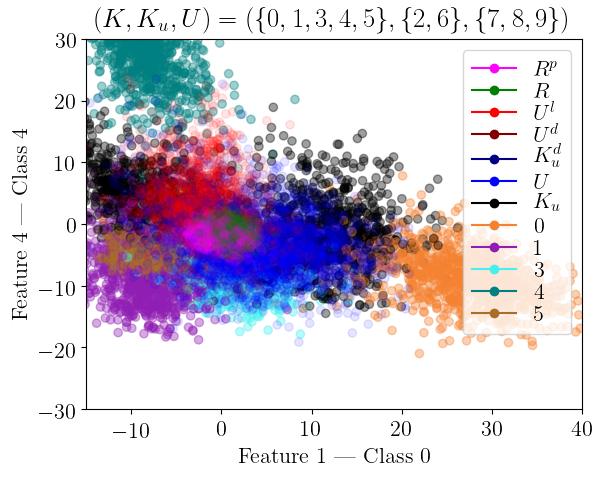 (K, K_u, U) = ({0, 1, 3, 4, 5}, {2, 6}, {7, 8, 9})
30
20
10
0
−10
−20
−30
Feature 4 — Class 4
R^p
R
U^l
U^d
K_u^d
U
K_u
0
1
3
4
5
−10
0
10
20
30
40
Feature 1 — Class 0